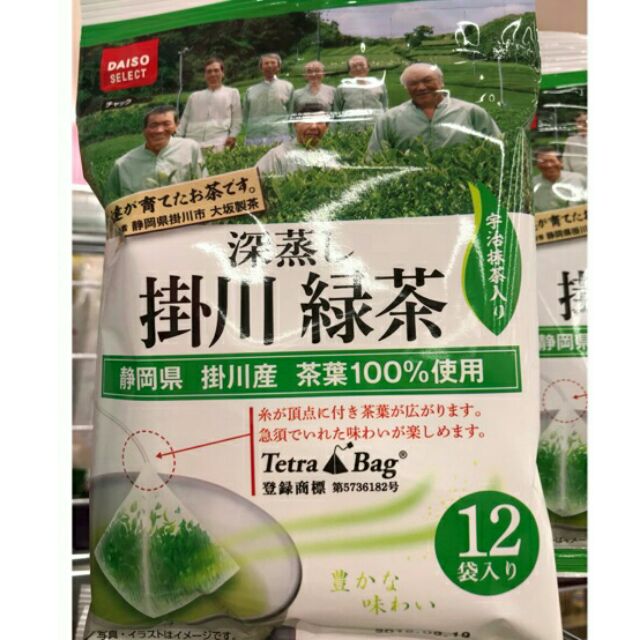 DAISO
SELECT
チャック
達が育てたお茶です。
静岡県掛川市 大坂製茶
宇治抹茶入り
深蒸し
掛川 緑茶
静岡県 掛川産 茶葉100%使用
糸が頂点に付き茶葉が広がります。
急須でいれた味わいが楽しめます。
Tetra Bag®
登録商標 第5736182号
12
袋入り
豊かな
味わい
/写真・イラストはイメージです。